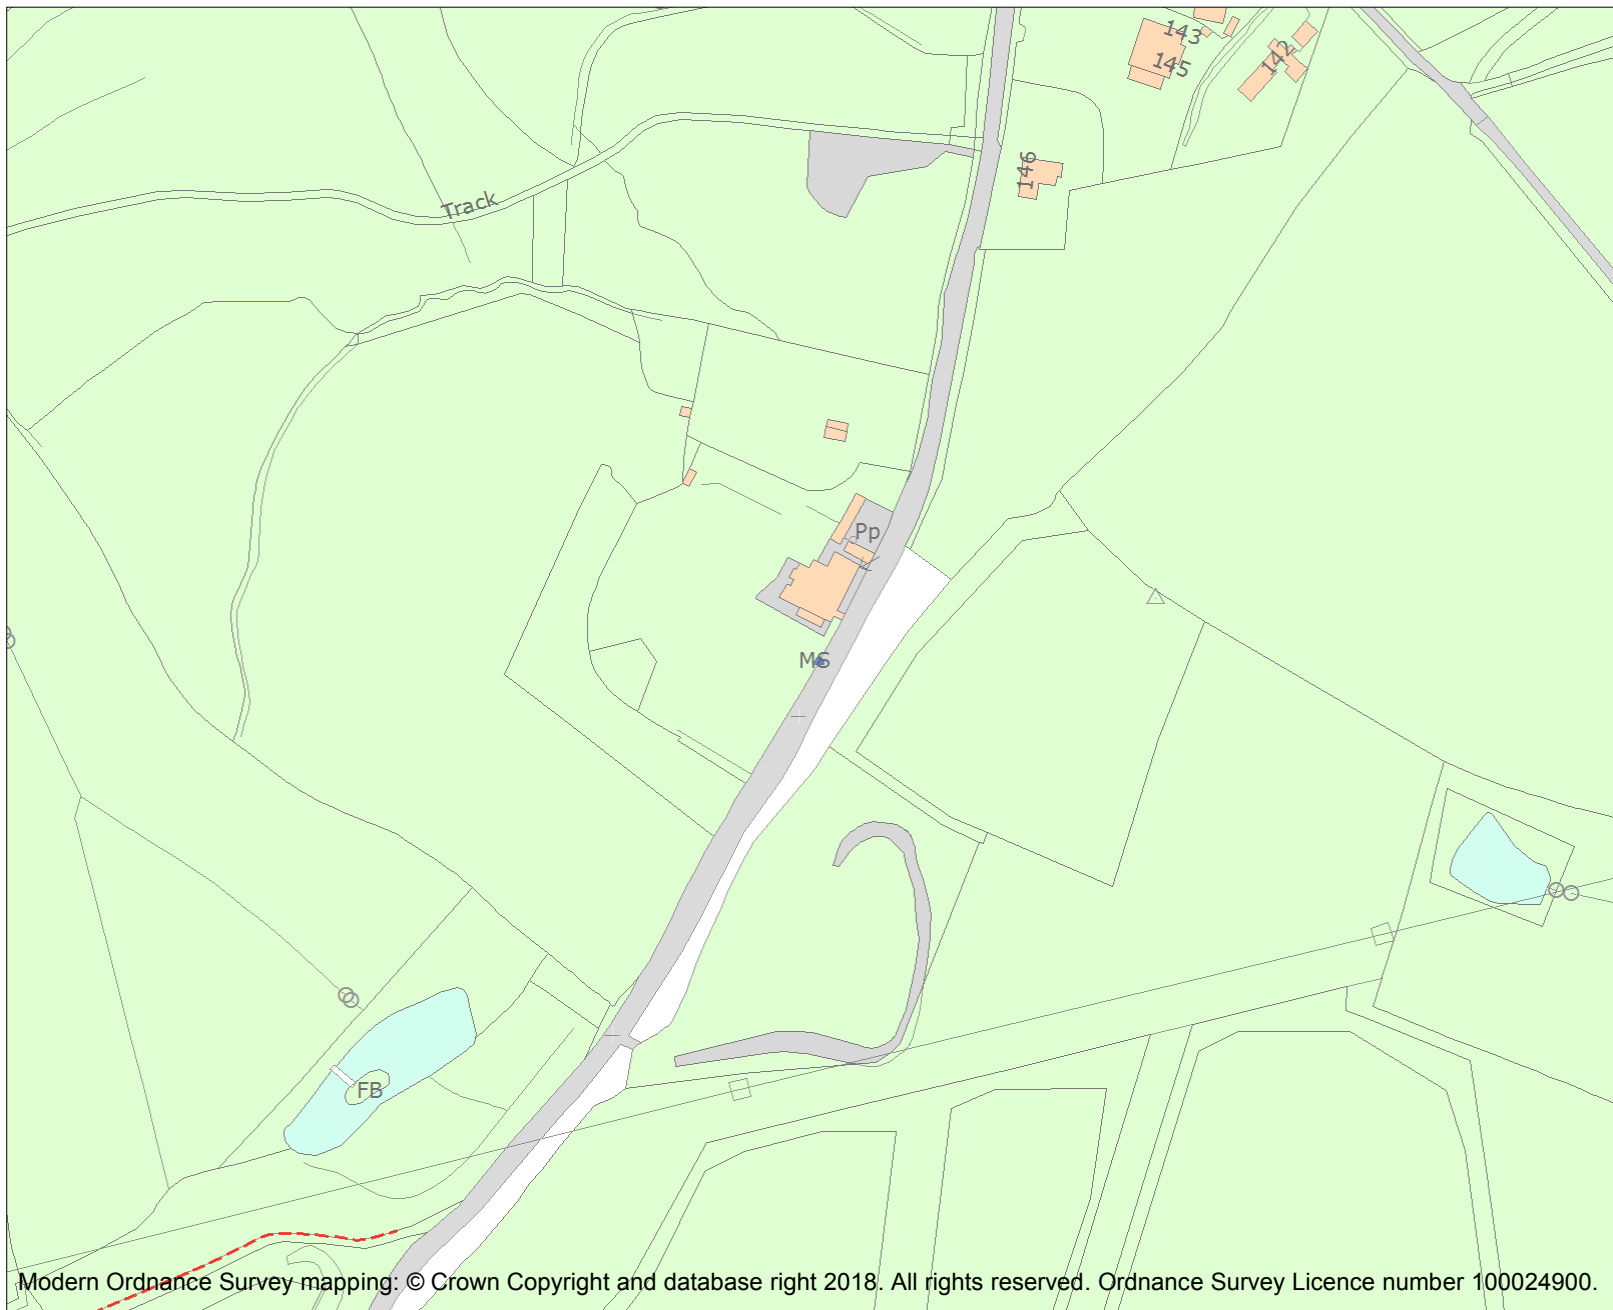 143
145
142
146
Track
Pp
MS
FB
Modern Ordnance Survey mapping: © Crown Copyright and database right 2018. All rights reserved. Ordnance Survey Licence number 100024900.